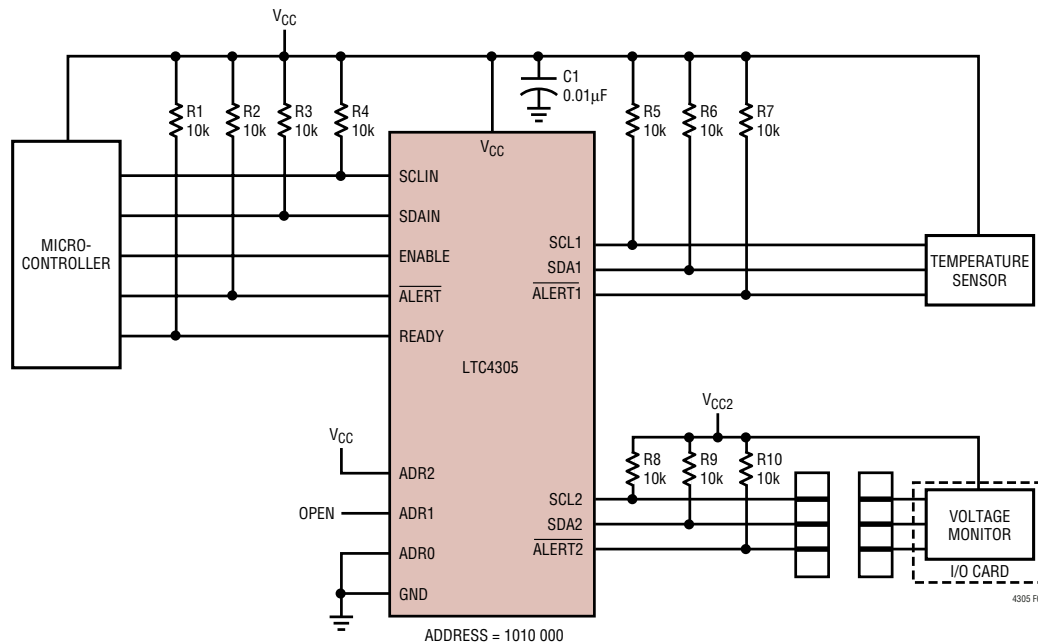 VCC
R1
10k
R2
10k
R3
10k
R4
10k
C1
0.01µF
R5
10k
R6
10k
R7
10k
VCC
MICRO-
CONTROLLER
SCLIN
SDAIN
ENABLE
ALERT
READY
LTC4305
SCL1
SDA1
ALERT1
TEMPERATURE
SENSOR
VCC
ADR2
OPEN
ADR1
ADR0
GND
VCC2
R8
10k
R9
10k
R10
10k
SCL2
SDA2
ALERT2
VOLTAGE
MONITOR
I/O CARD
4305
ADDRESS = 1010 000